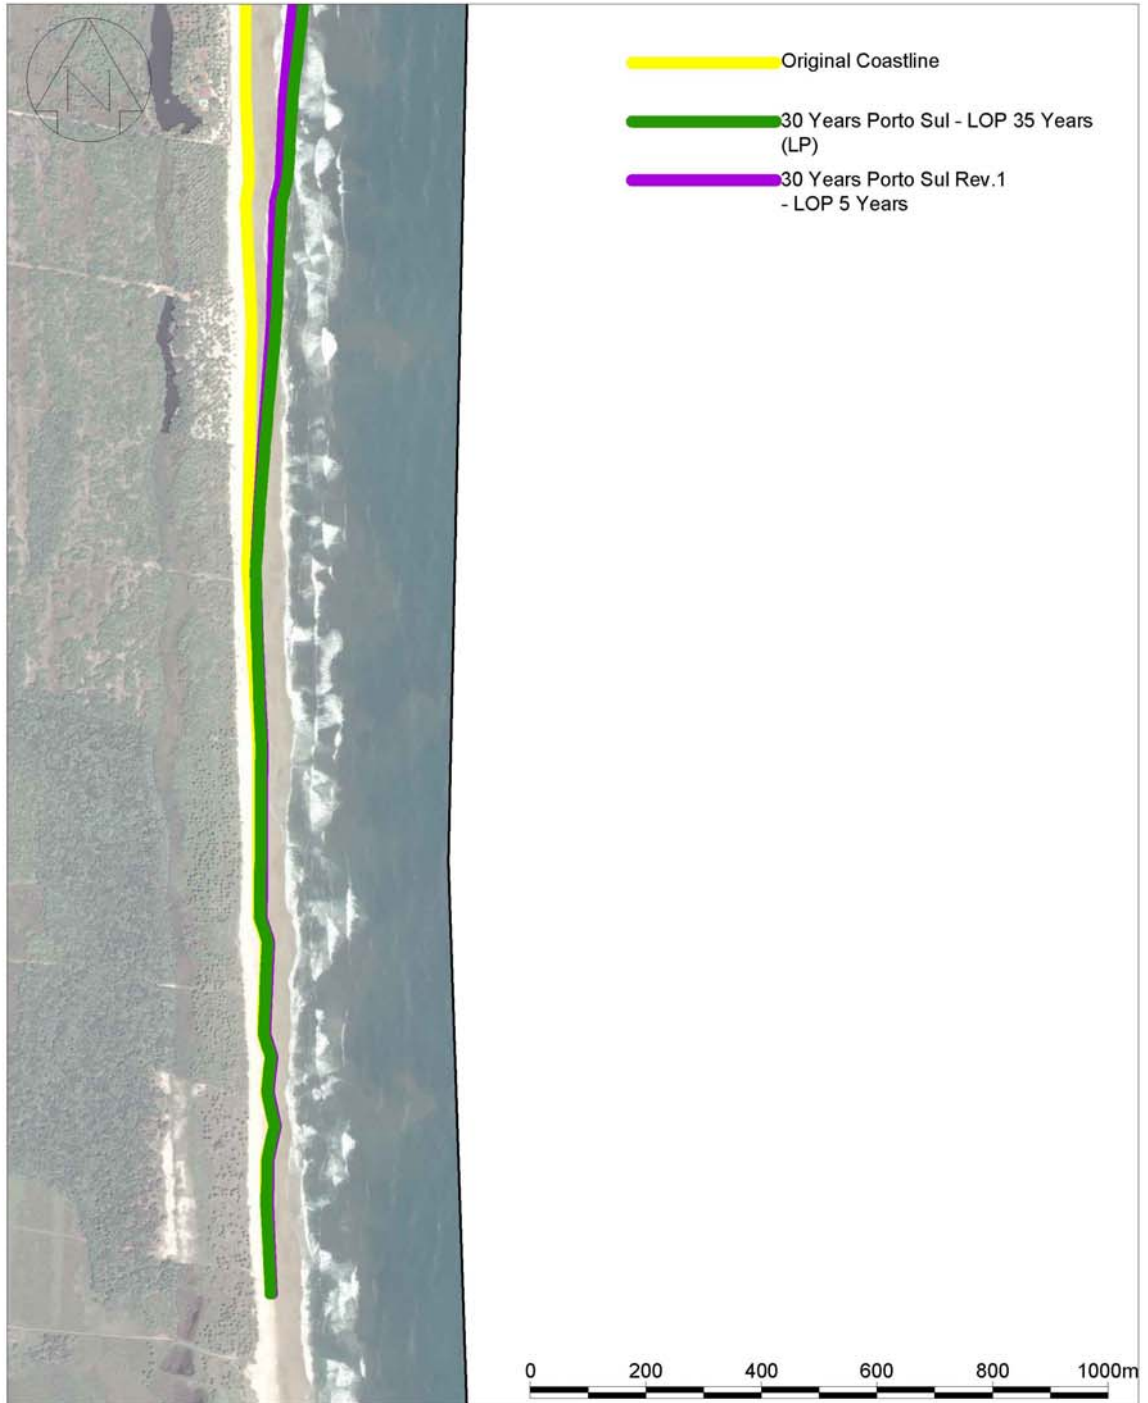 N
Original Coastline
30 Years Porto Sul - LOP 35 Years
(LP)
30 Years Porto Sul Rev.1
- LOP 5 Years
0 200 400 600 800 1000m